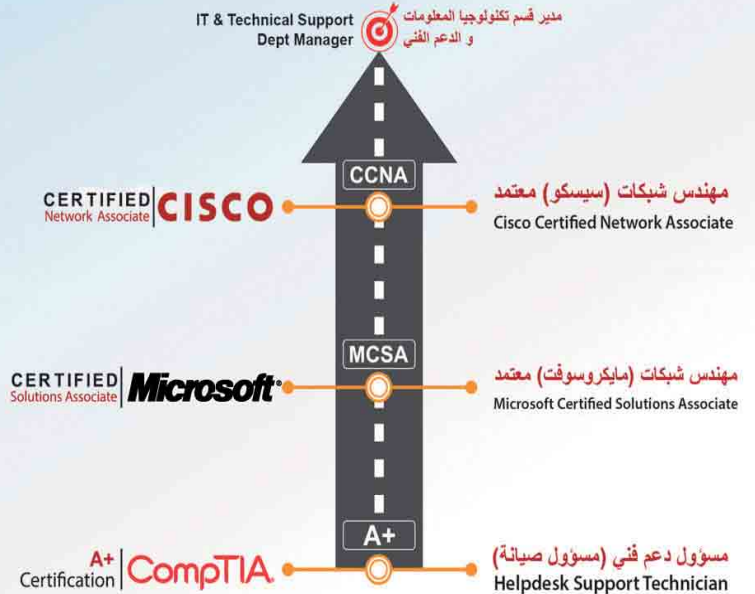 IT & Technical Support
Dept Manager
مدير قسم تكنولوجيا المعلومات
و الدعم الفني
CCNA
CERTIFIED
Network Associate
CISCO
مهندس شبكات (سيسكو) معتمد
Cisco Certified Network Associate
MCSA
CERTIFIED
Solutions Associate
Microsoft
مهندس شبكات (مايكروسوفت) معتمد
Microsoft Certified Solutions Associate
A+
A+
Certification
CompTIA
مسؤول دعم فني (مسؤول صيانة)
Helpdesk Support Technician